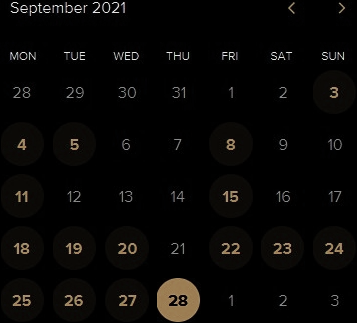 September 2021
MON TUE WED THU FRI SAT SUN
28 29 30 31 1 2 3
4 5 6 7 8 9 10
11 12 13 14 15 16 17
18 19 20 21 22 23 24
25 26 27 28 1 2 3